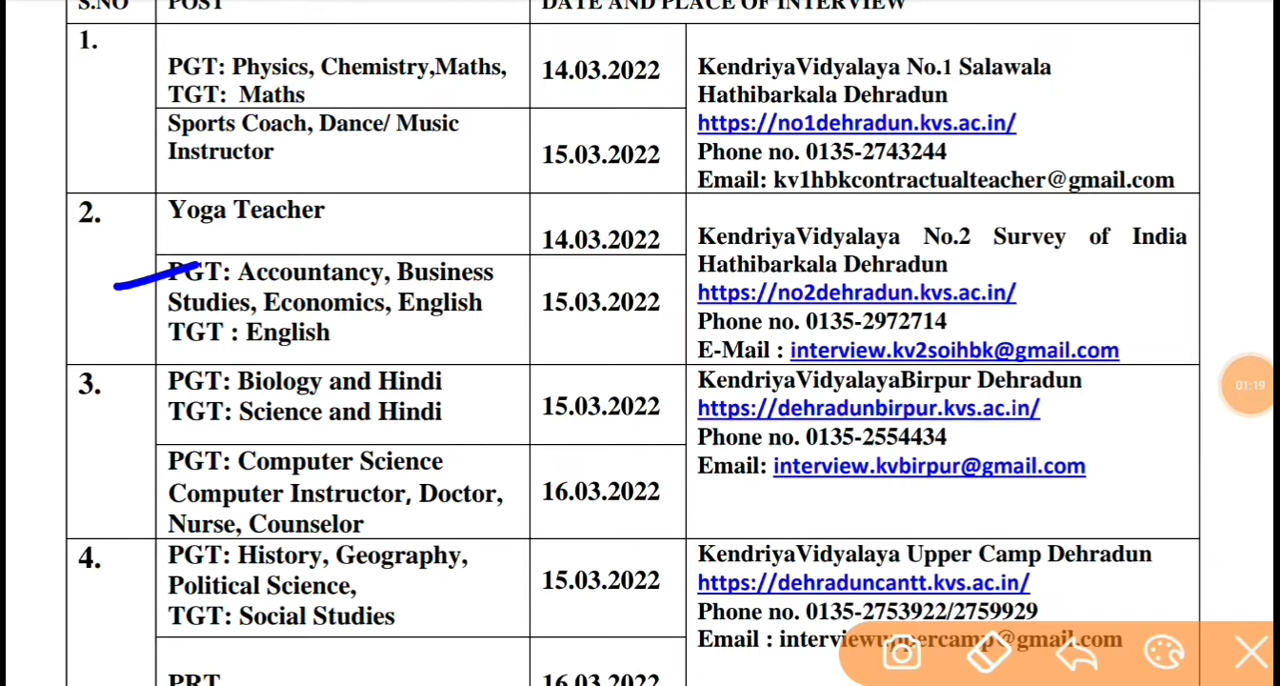 S.NO POST DATE AND PLACE OF INTERVIEW
1.
PGT: Physics, Chemistry,Maths,
TGT: Maths
14.03.2022
Sports Coach, Dance/ Music
Instructor
15.03.2022
KendriyaVidyalaya No.1 Salawala
Hathibarkala Dehradun
https://no1dehradun.kvs.ac.in/
Phone no. 0135-2743244
Email: kv1hbkcontractualteacher@gmail.com
2.
Yoga Teacher
14.03.2022
PGT: Accountancy, Business
Studies, Economics, English
TGT : English
15.03.2022
KendriyaVidyalaya No.2 Survey of India
Hathibarkala Dehradun
https://no2dehradun.kvs.ac.in/
Phone no. 0135-2972714
E-Mail : interview.kv2soihbk@gmail.com
3.
PGT: Biology and Hindi
TGT: Science and Hindi
15.03.2022
PGT: Computer Science
Computer Instructor, Doctor,
Nurse, Counselor
16.03.2022
KendriyaVidyalayaBirpur Dehradun
https://dehradunbirpur.kvs.ac.in/
Phone no. 0135-2554434
Email: interview.kvbirpur@gmail.com
01:19
4.
PGT: History, Geography,
Political Science,
TGT: Social Studies
15.03.2022
PRT
16.03.2022
KendriyaVidyalaya Upper Camp Dehradun
https://dehraduncantt.kvs.ac.in/
Phone no. 0135-2753922/2759929
Email : interviewuppercamp@gmail.com